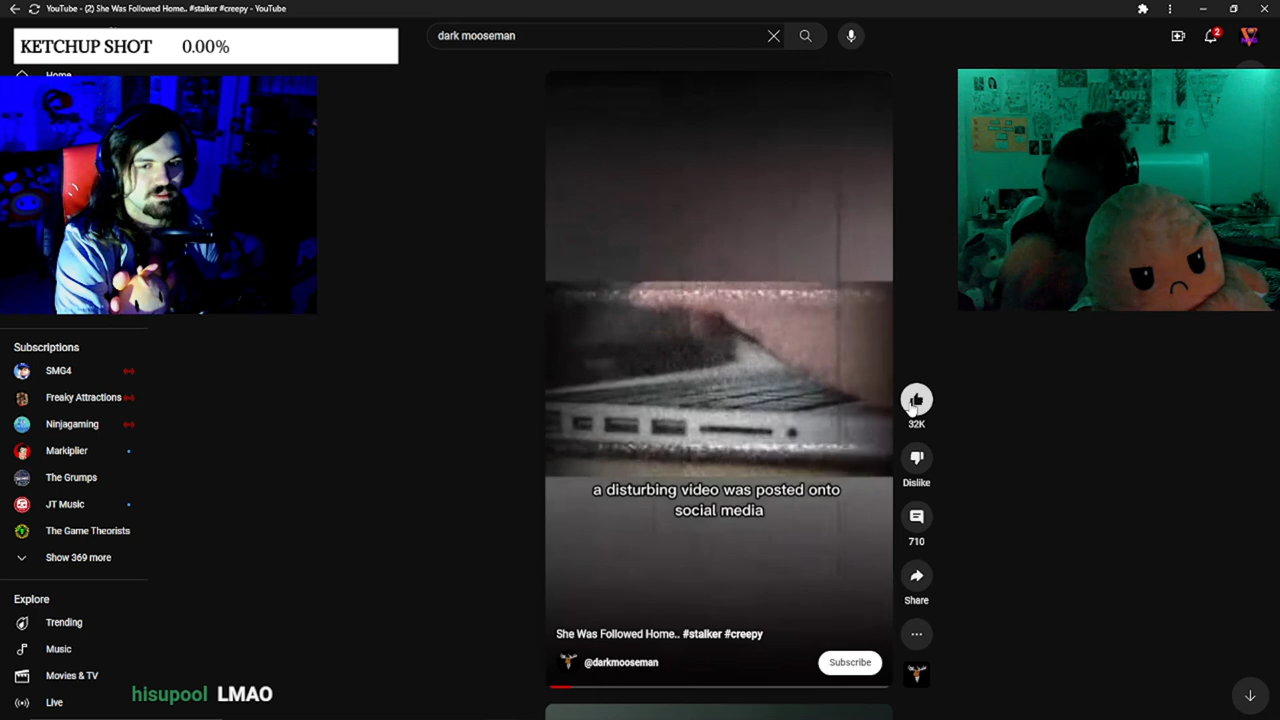 YouTube - (2) She Was Followed Home.. #stalker #creepy - YouTube
KETCHUP SHOT 0.00%
dark mooseman
2
Home
LOVE
Subscriptions
SMG4
Freaky Attractions
Ninjagaming
Markiplier
The Grumps
JT Music
The Game Theorists
Show 369 more
Explore
Trending
Music
Movies & TV
Live
a disturbing video was posted onto
social media
32K
Dislike
710
Share
She Was Followed Home.. #stalker #creepy
@darkmooseman
Subscribe
hisupool LMAO